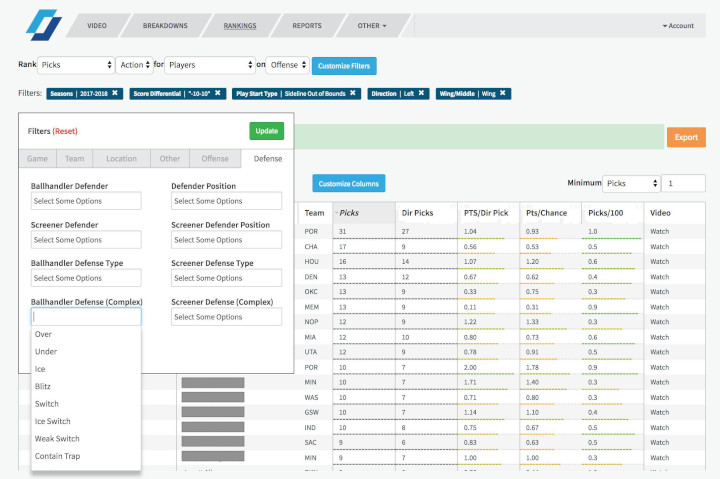 VIDEO BREAKDOWNS RANKINGS REPORTS OTHER Account
Rank Picks Action for Players on Offense Customize Filters
Filters: Seasons | 2017-2018 ✖ Score Differential | "-10-10" ✖ Play Start Type | Sideline Out of Bounds ✖ Direction | Left ✖ Wing/Middle | Wing ✖
Filters (Reset) Update
Export
Game Team Location Other Offense Defense
Customize Columns Minimum Picks 1
Ballhandler Defender Defender Position
Select Some Options Select Some Options
Screener Defender Screener Defender Position
Select Some Options Select Some Options
Ballhandler Defense Type Screener Defense Type
Select Some Options Select Some Options
Ballhandler Defense (Complex) Screener Defense (Complex)
Select Some Options
Over
Under
Ice
Blitz
Switch
Ice Switch
Weak Switch
Contain Trap
Team Picks Dir Picks PTS/Dir Pick Pts/Chance Picks/100 Video
POR 31 27 1.04 0.93 1.0 Watch
CHA 17 9 0.56 0.53 0.5 Watch
HOU 16 14 1.07 1.20 0.6 Watch
DEN 13 12 0.67 0.62 0.4 Watch
OKC 13 9 0.33 0.75 0.3 Watch
MEM 13 9 0.11 0.31 0.9 Watch
NOP 12 9 1.22 1.33 0.3 Watch
MIA 12 10 0.80 0.73 0.6 Watch
UTA 12 9 0.78 0.91 0.5 Watch
POR 10 7 2.00 1.78 0.9 Watch
MIN 10 7 1.71 1.40 0.3 Watch
WAS 10 7 0.71 0.80 0.3 Watch
GSW 10 7 1.14 1.10 0.4 Watch
IND 10 8 0.75 0.67 0.5 Watch
SAC 9 6 0.83 0.63 0.5 Watch
MIN 9 7 1.00 1.00 0.3 Watch